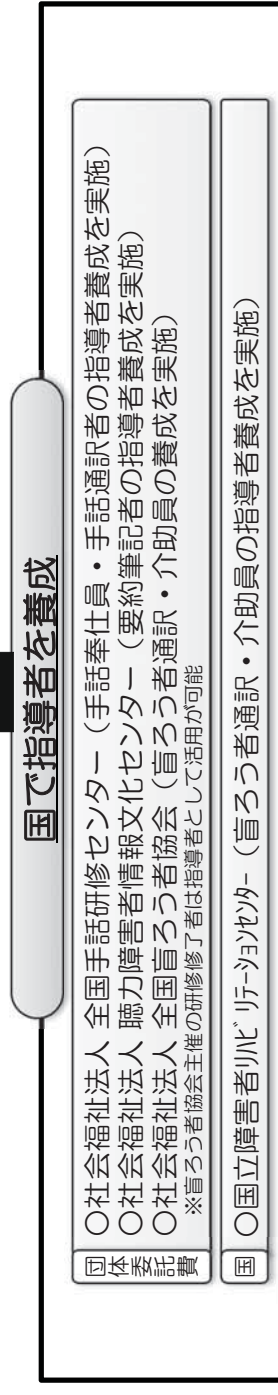 国で指導者を養成
団体委託費
○社会福祉法人 全国手話研修センター（手話奉仕員・手話通訳者の指導者養成を実施）
○社会福祉法人 聴力障害者情報文化センター（要約筆記者の指導者養成を実施）
○社会福祉法人 全国盲ろう者協会（盲ろう者通訳・介助員の養成を実施）
※盲ろう者協会主催の研修修了者は指導者として活用が可能
国
○国立障害者ﾘﾊﾋﾞﾘﾃｰｼｮﾝｾﾝﾀｰ（盲ろう者通訳・介助員の指導者養成を実施）